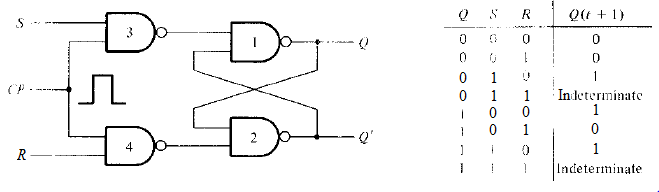 S
3
1
Q
CP
2
Q'
4
R
Q S R Q(t + 1)
0 0 0 0
0 0 1 0
0 1 0 1
0 1 1 Indeterminate
1 0 0 1
1 0 1 0
1 1 0 1
1 1 1 Indeterminate